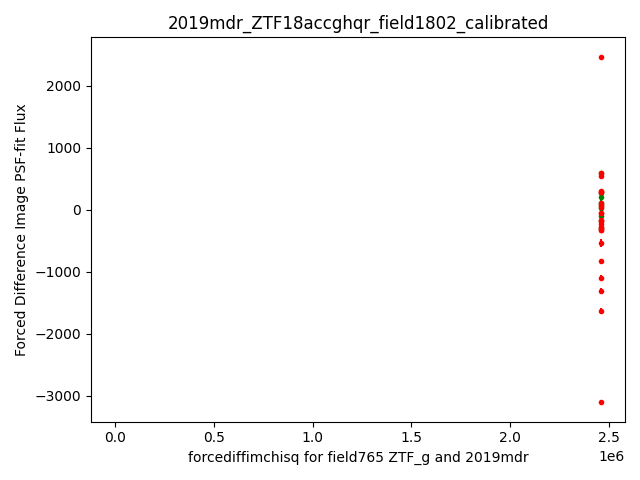 2019mdr_ZTF18accghqr_field1802_calibrated
Forced Difference Image PSF-fit Flux
2000
1000
0
−1000
−2000
−3000
0.0 0.5 1.0 1.5 2.0 2.5
1e6
forcediffimchisq for field765 ZTF_g and 2019mdr